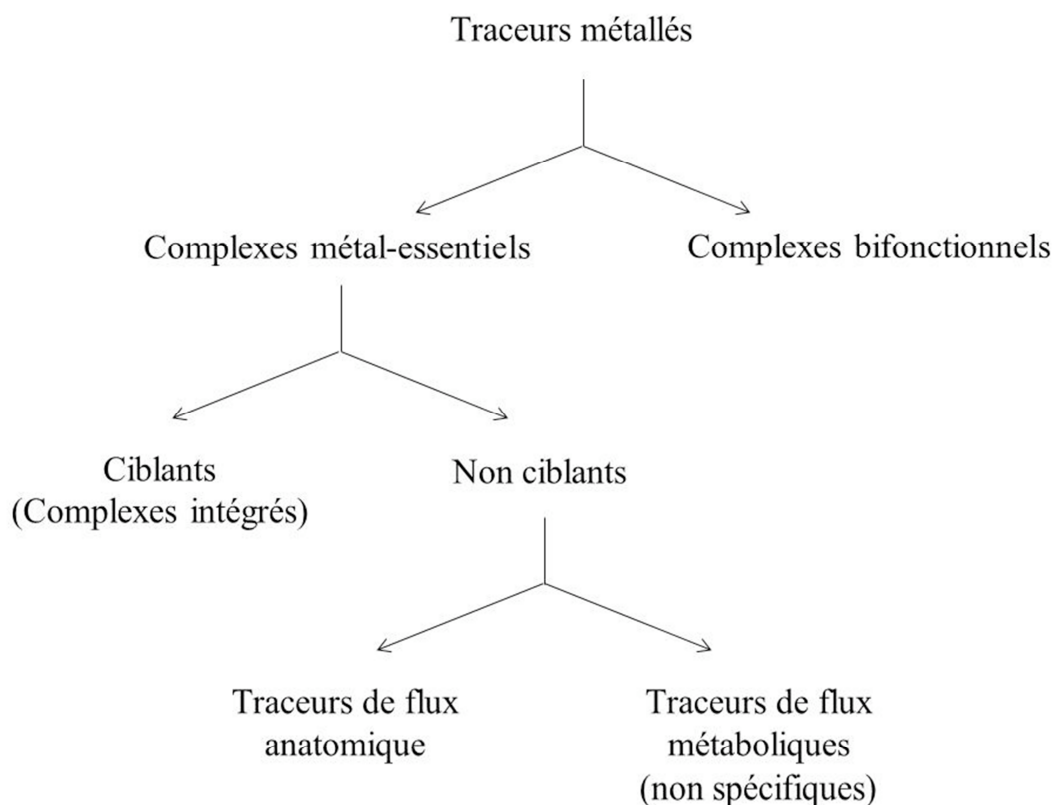 Traceurs métallés
Complexes métal-essentiels
Complexes bifonctionnels
Ciblants
(Complexes intégrés)
Non ciblants
Traceurs de flux
anatomique
Traceurs de flux
métaboliques
(non spécifiques)